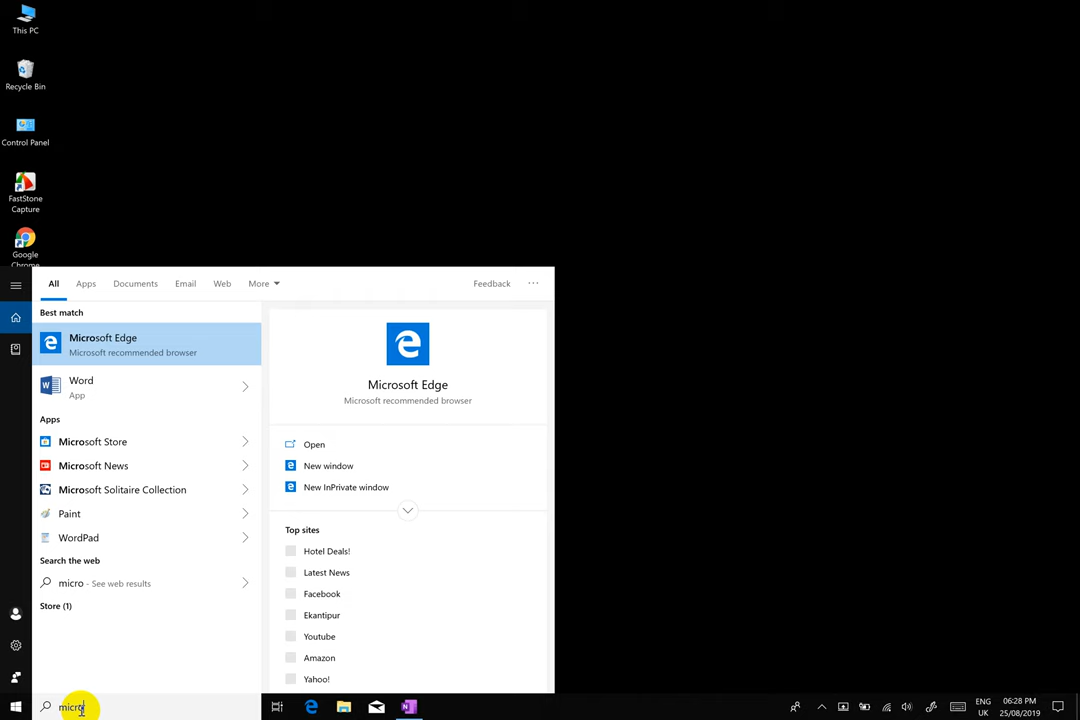 This PC
Recycle Bin
Control Panel
FastStone
Capture
Google
Chrome
All Apps Documents Email Web More Feedback ...
Best match
Microsoft Edge
Microsoft recommended browser
Word
App
Apps
Microsoft Store
Microsoft News
Microsoft Solitaire Collection
Paint
WordPad
Search the web
micro - See web results
Store (1)
Microsoft Edge
Microsoft recommended browser
Open
New window
New InPrivate window
Top sites
Hotel Deals!
Latest News
Facebook
Ekantipur
Youtube
Amazon
Yahoo!
micro
ENG
UK
06:28 PM
25/08/2019